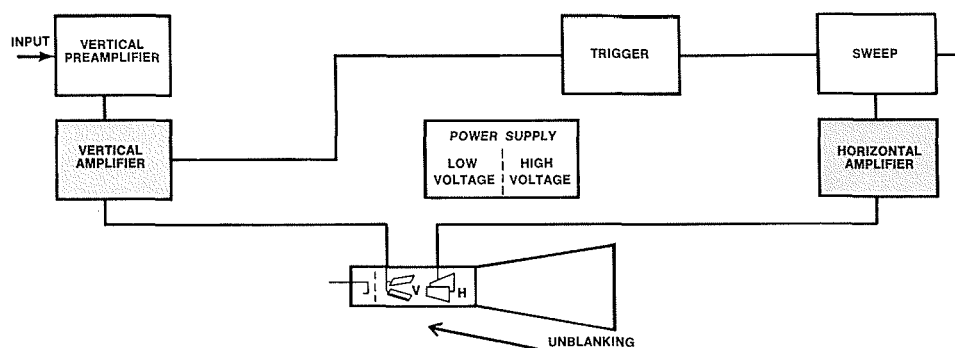 INPUT
VERTICAL
PREAMPLIFIER
TRIGGER
SWEEP
VERTICAL
AMPLIFIER
POWER SUPPLY
LOW
VOLTAGE
HIGH
VOLTAGE
HORIZONTAL
AMPLIFIER
V
H
UNBLANKING